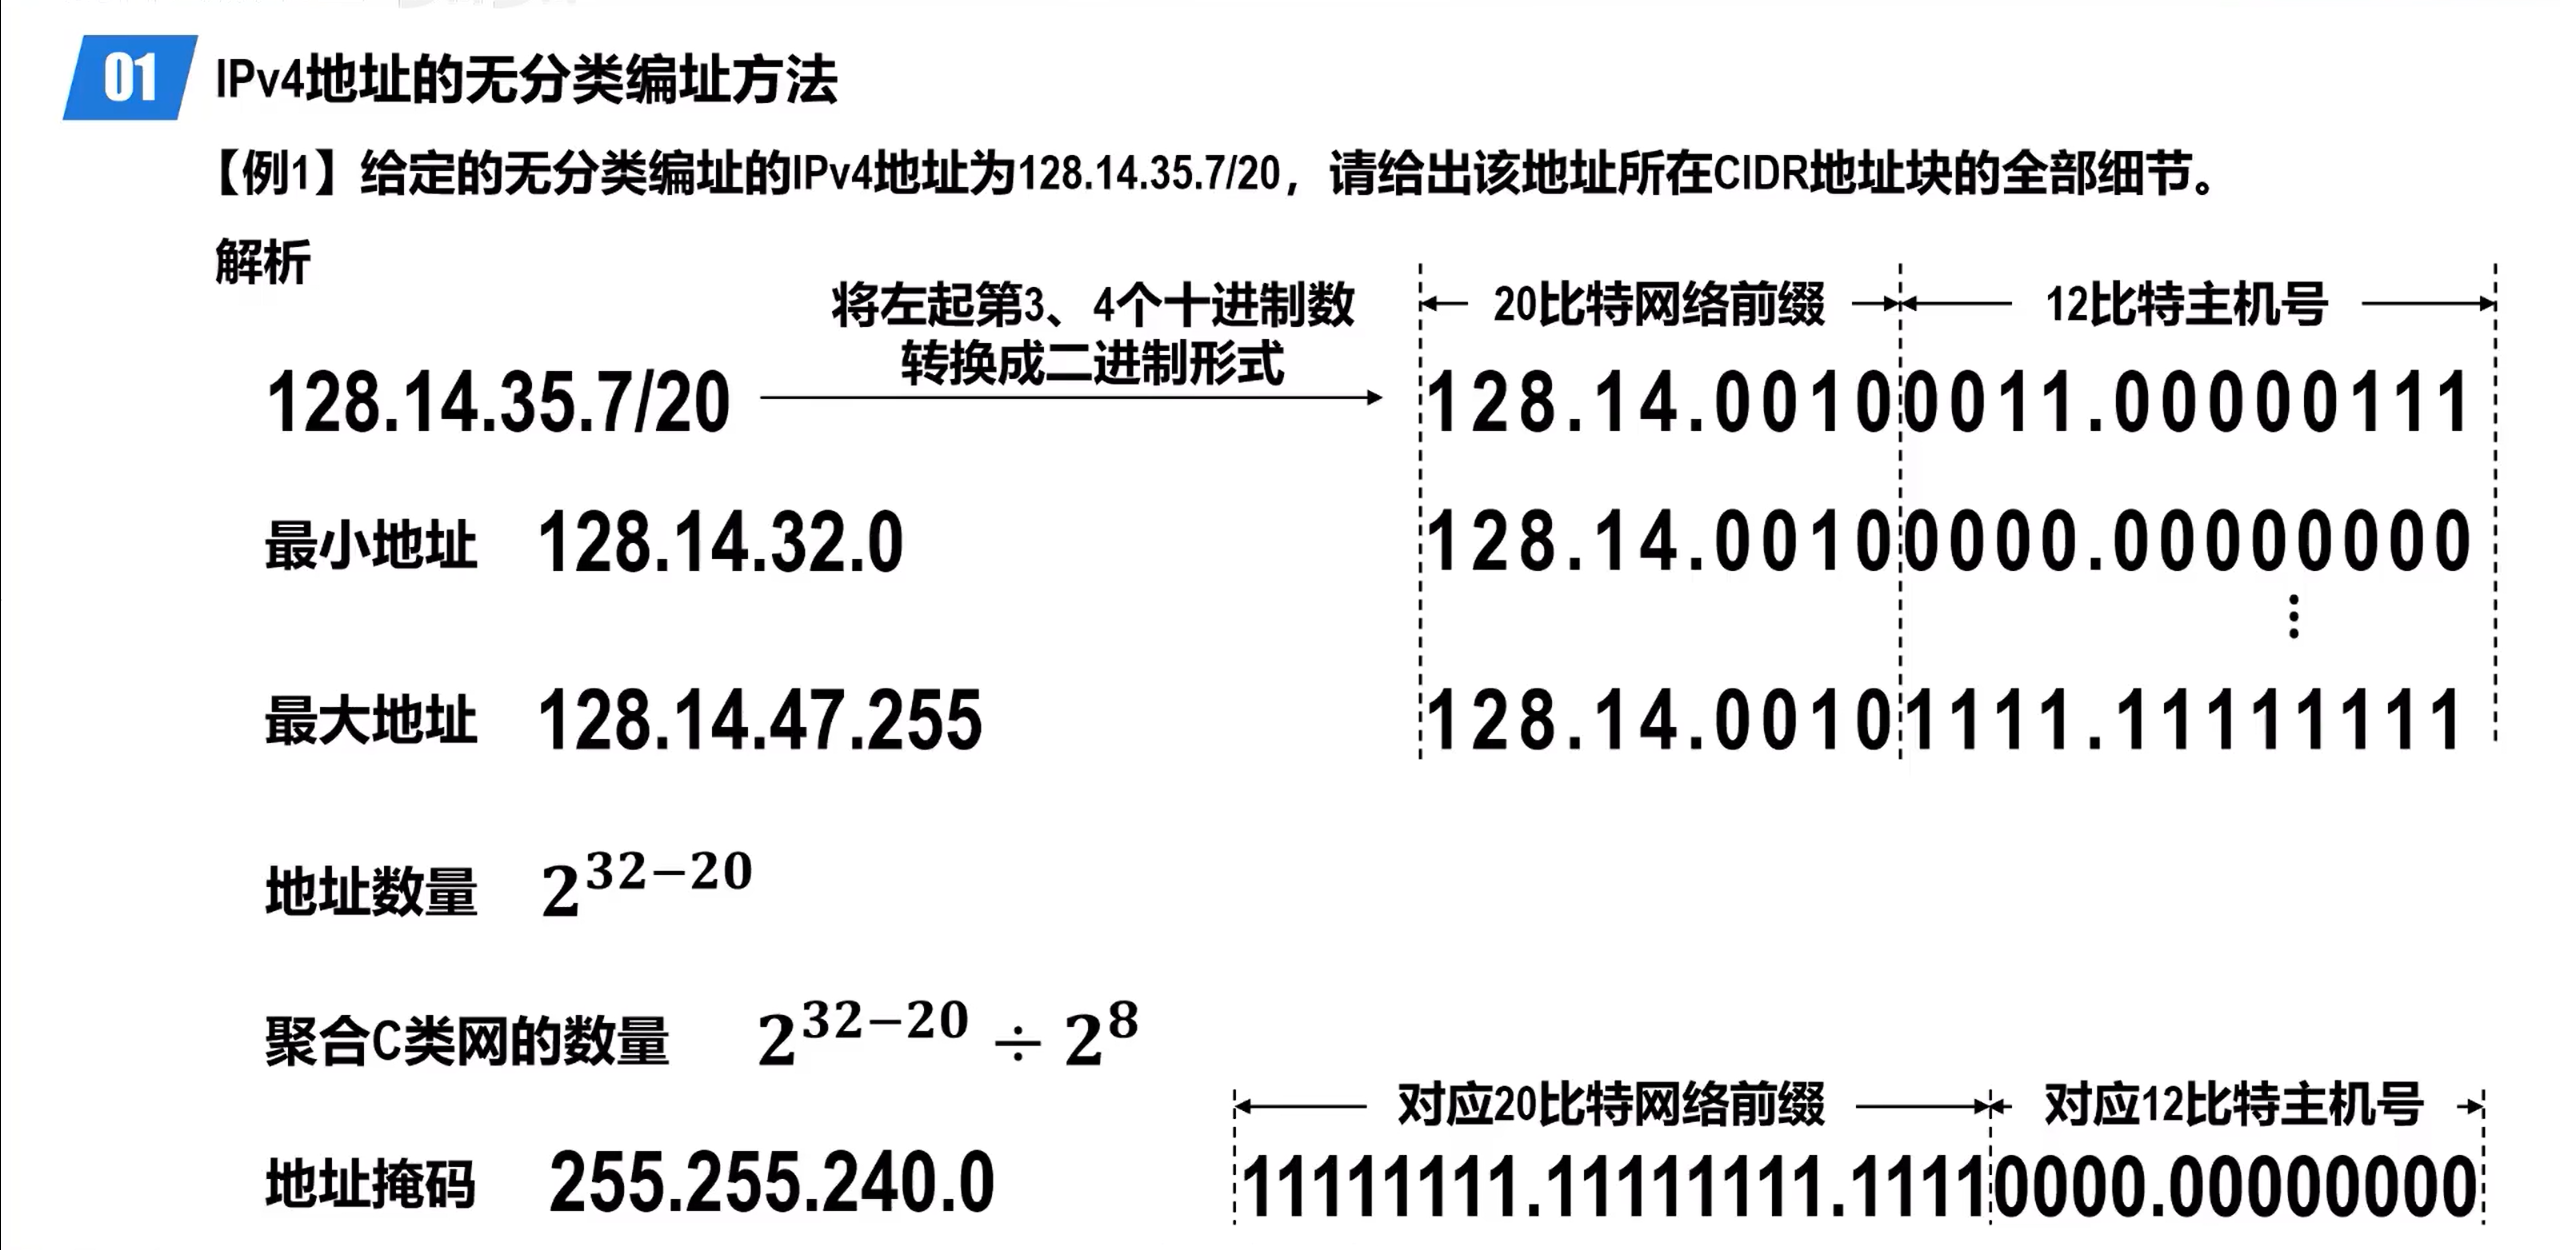 01 IPv4地址的无分类编址方法
【例1】给定的无分类编址的IPv4地址为128.14.35.7/20，请给出该地址所在CIDR地址块的全部细节。
解析
将左起第3、4个十进制数
转换成二进制形式
20比特网络前缀 12比特主机号
128.14.35.7/20 128.14.00100011.00000111
最小地址 128.14.32.0 128.14.00100000.00000000
⋮
最大地址 128.14.47.255 128.14.00101111.11111111
地址数量 2^{32−20}
聚合C类网的数量 2^{32−20} ÷ 2^8
对应20比特网络前缀 对应12比特主机号
地址掩码 255.255.240.0 11111111.11111111.11110000.00000000